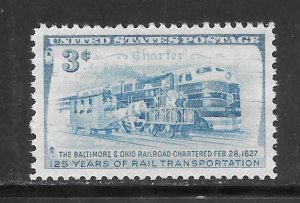 UNITED STATES POSTAGE
3¢
Charter
THE BALTIMORE & OHIO RAILROAD CHARTERED FEB. 28, 1827
125 YEARS OF RAIL TRANSPORTATION